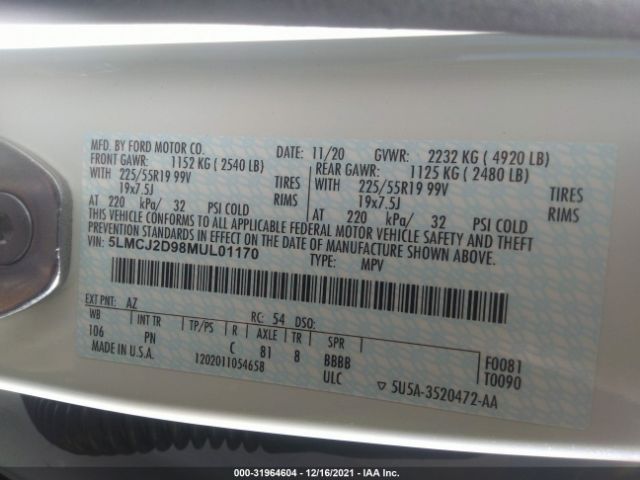 MFD. BY FORD MOTOR CO.
DATE: 11/20 GVWR: 2232 KG ( 4920 LB)
FRONT GAWR: 1152 KG ( 2540 LB) REAR GAWR: 1125 KG ( 2480 LB)
WITH 225/55R19 99V TIRES WITH 225/55R19 99V TIRES
19x7.5J RIMS 19x7.5J RIMS
AT 220 kPa/ 32 PSI COLD AT 220 kPa/ 32 PSI COLD
THIS VEHICLE CONFORMS TO ALL APPLICABLE FEDERAL MOTOR VEHICLE SAFETY AND THEFT
PREVENTION STANDARDS IN EFFECT ON THE DATE OF MANUFACTURE SHOWN ABOVE.
VIN: 5LMCJ2D98MUL01170
TYPE: MPV
EXT PNT: AZ RC: 54 DSO:
WB INT TR TP/PS R AXLE TR SPR
106 PN C 81 8 BBBB F0081
MADE IN U.S.A. 1202011054658 ULC T0090
▽ 5U5A-3520472-AA
000-31964604 / 12/16/2021 - IAA Inc.